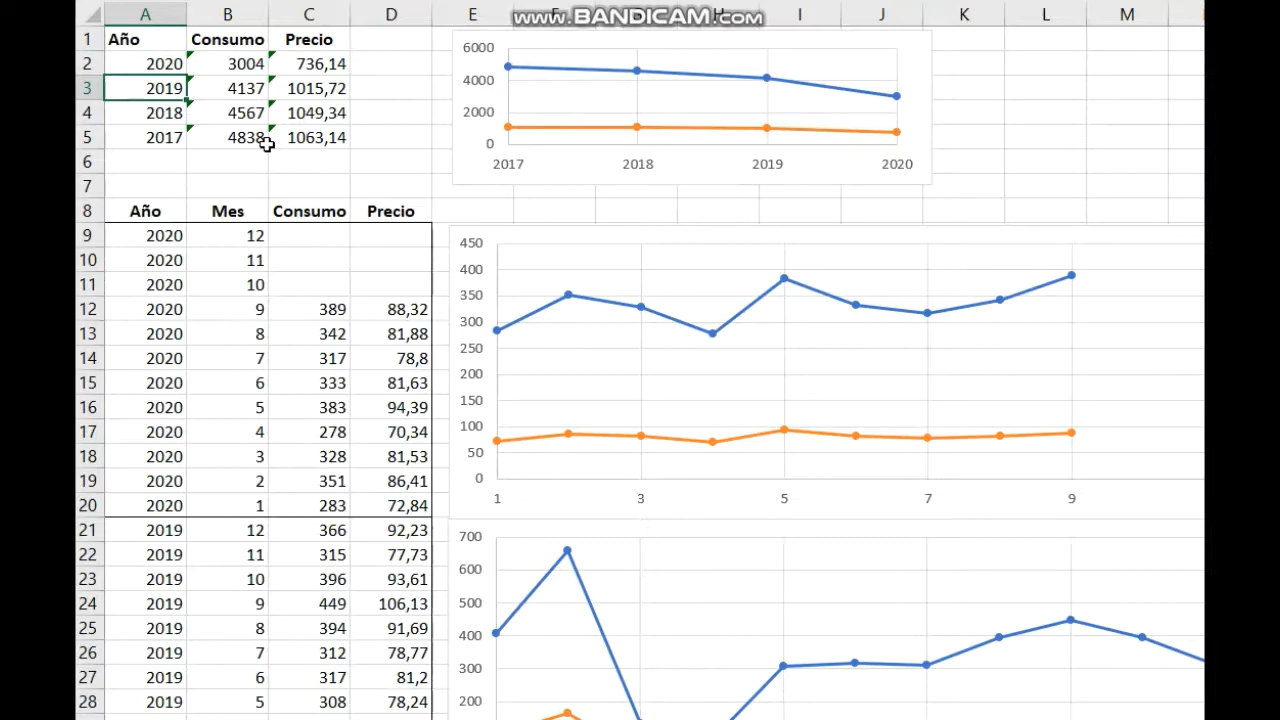 www.BANDICAM.com
A B C D E I J K L M
1 Año Consumo Precio
2 2020 3004 736,14
3 2019 4137 1015,72
4 2018 4567 1049,34
5 2017 4838 1063,14
6
7
8 Año Mes Consumo Precio
9 2020 12
10 2020 11
11 2020 10
12 2020 9 389 88,32
13 2020 8 342 81,88
14 2020 7 317 78,8
15 2020 6 333 81,63
16 2020 5 383 94,39
17 2020 4 278 70,34
18 2020 3 328 81,53
19 2020 2 351 86,41
20 2020 1 283 72,84
21 2019 12 366 92,23
22 2019 11 315 77,73
23 2019 10 396 93,61
24 2019 9 449 106,13
25 2019 8 394 91,69
26 2019 7 312 78,77
27 2019 6 317 81,2
28 2019 5 308 78,24
6000
4000
2000
0
2017 2018 2019 2020
450
400
350
300
250
200
150
100
50
0
1 3 5 7 9
700
600
500
400
300
200